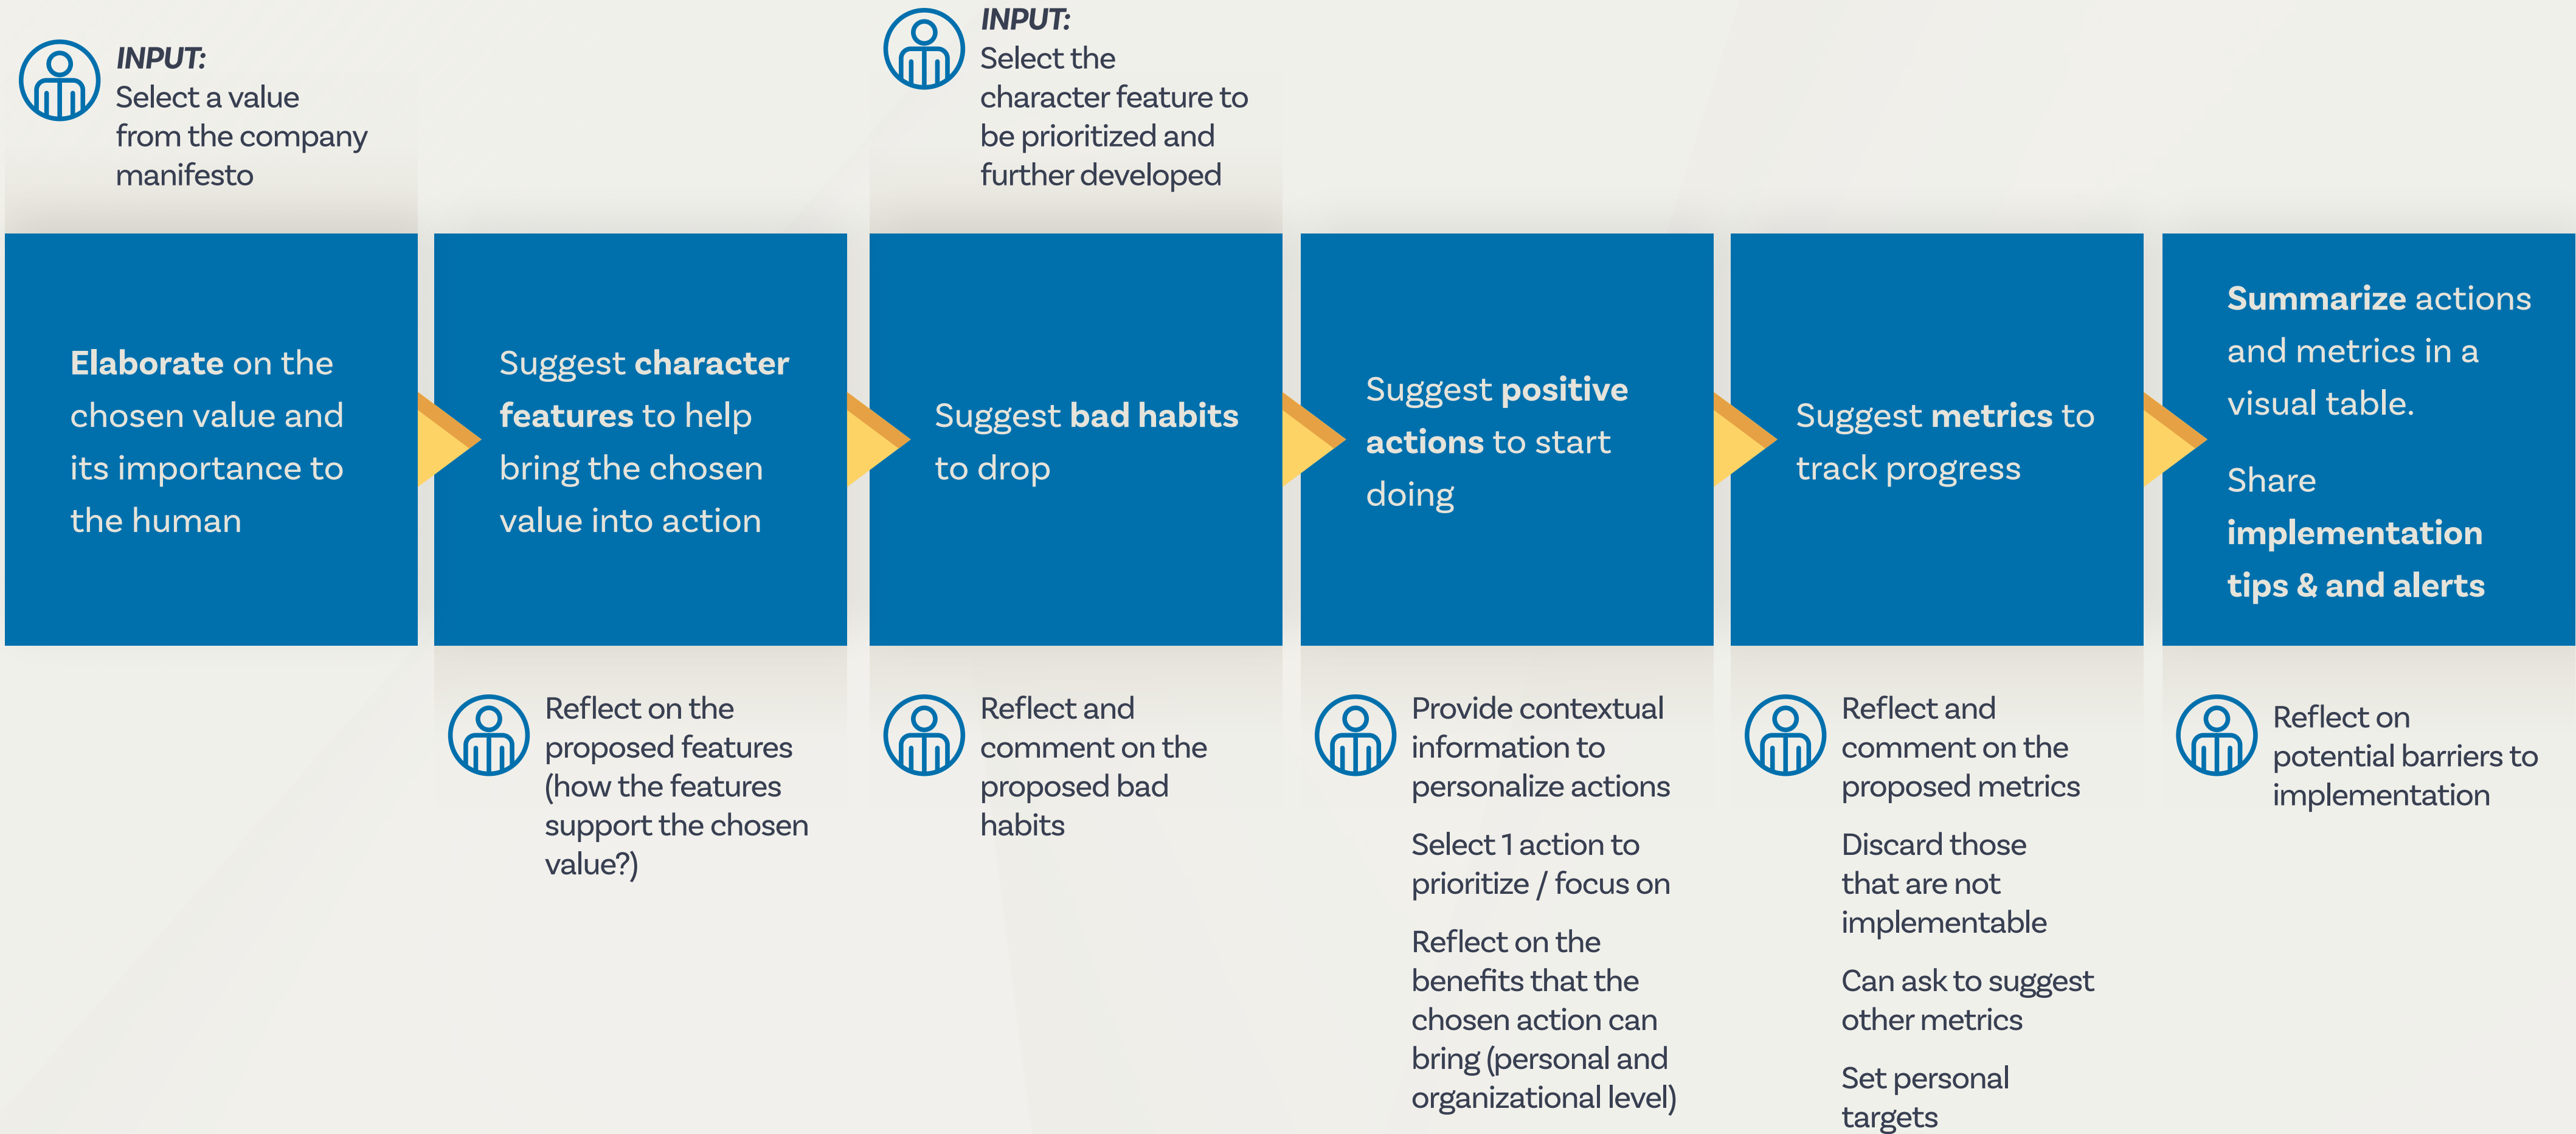 INPUT:
Select a value
from the company
manifesto
INPUT:
Select the
character feature to
be prioritized and
further developed
Elaborate on the
chosen value and
its importance to
the human
Suggest character
features to help
bring the chosen
value into action
Suggest bad habits
to drop
Suggest positive
actions to start
doing
Suggest metrics to
track progress
Summarize actions
and metrics in a
visual table.
Share
implementation
tips & and alerts
Reflect on the
proposed features
(how the features
support the chosen
value?)
Reflect and
comment on the
proposed bad
habits
Provide contextual
information to
personalize actions
Select 1 action to
prioritize / focus on
Reflect on the
benefits that the
chosen action can
bring (personal and
organizational level)
Reflect and
comment on the
proposed metrics
Discard those
that are not
implementable
Can ask to suggest
other metrics
Set personal
targets
Reflect on
potential barriers to
implementation